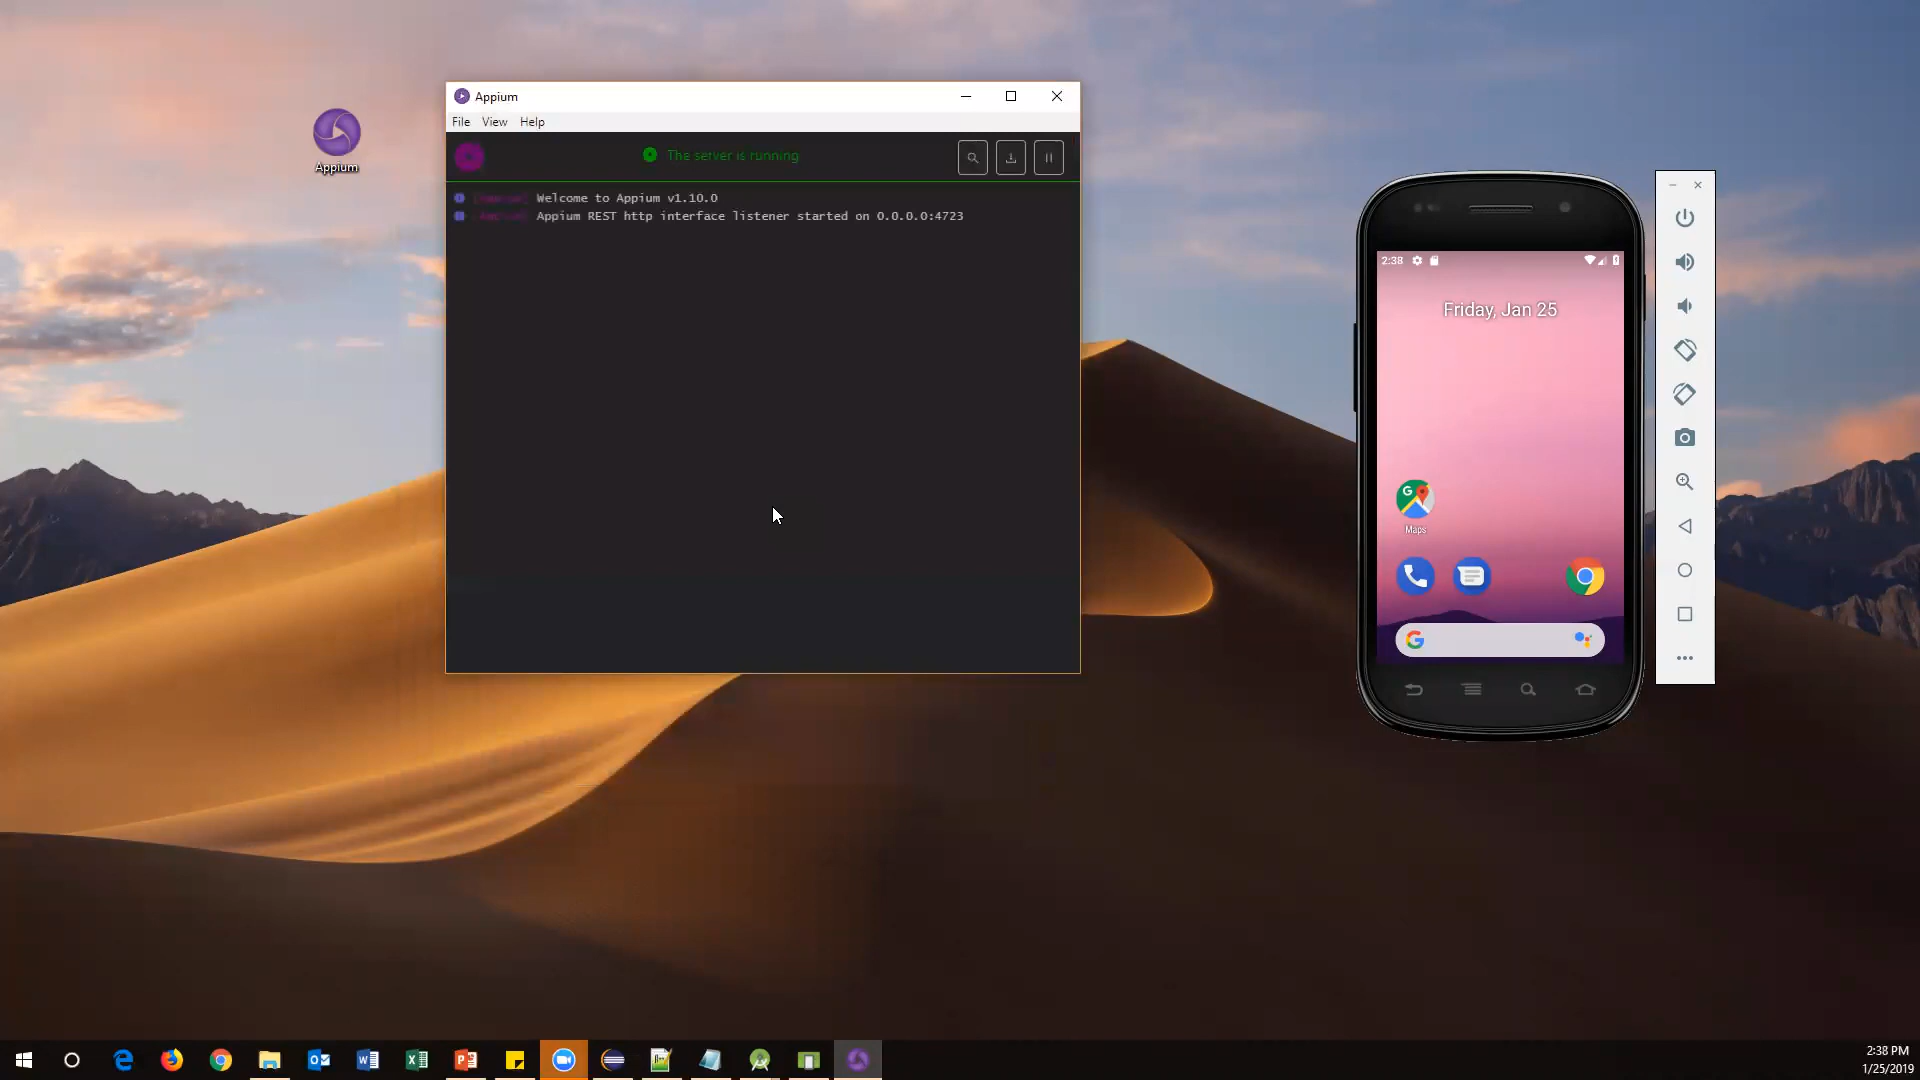 Appium
Appium
File View Help
The server is running
Welcome to Appium v1.10.0
Appium REST http interface listener started on 0.0.0.0:4723
2:38
Friday, Jan 25
Maps
2:38 PM
1/25/2019